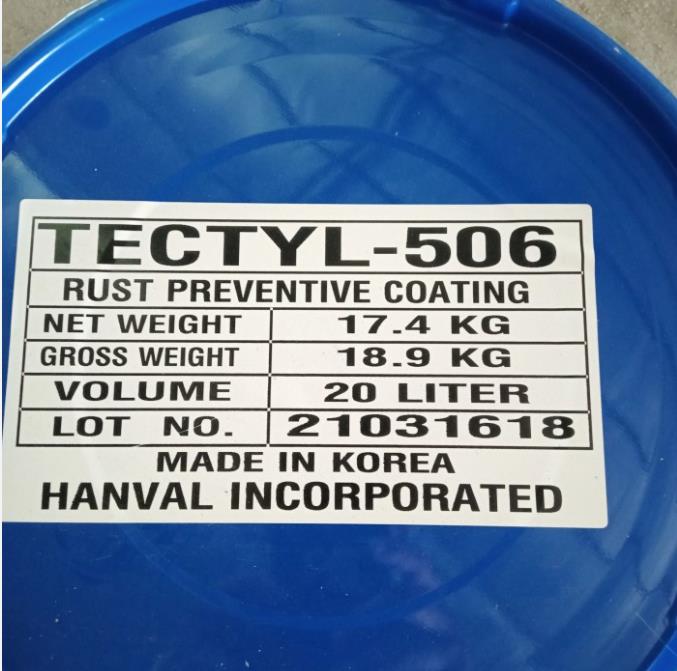 TECTYL-506
RUST PREVENTIVE COATING
NET WEIGHT 17.4 KG
GROSS WEIGHT 18.9 KG
VOLUME 20 LITER
LOT NO. 21031618
MADE IN KOREA
HANVAL INCORPORATED